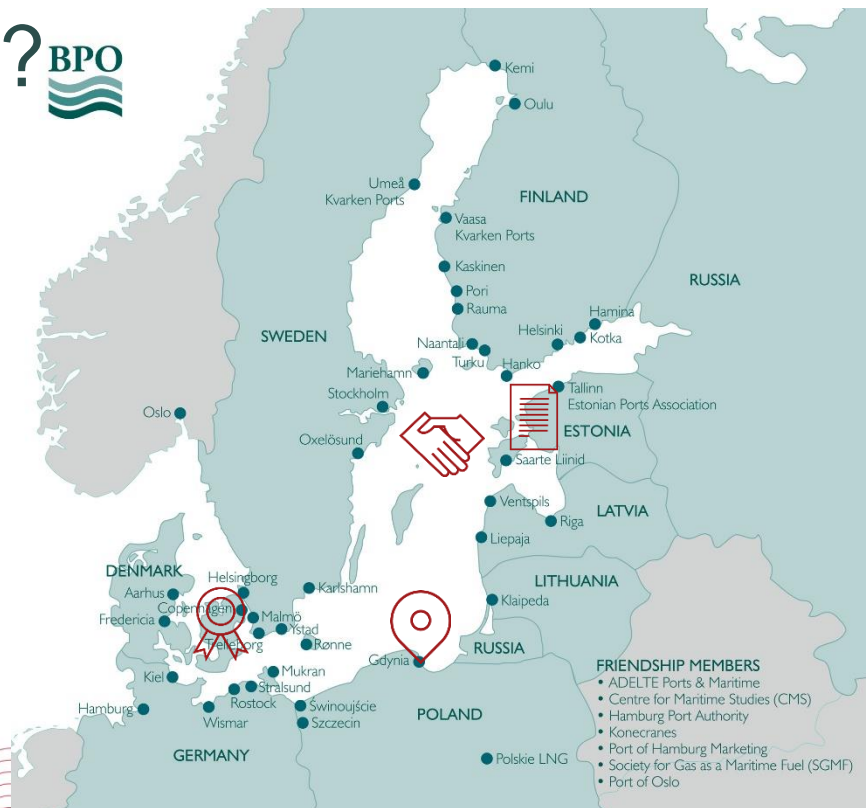 ?
BPO
Kemi
Oulu
Umeå
Kvarken Ports
FINLAND
Vaasa
Kvarken Ports
Kaskinen
RUSSIA
Pori
Rauma
Hamina
SWEDEN
Helsinki
Kotka
Naantali
Turku
Hanko
Mariehamn
Stockholm
Tallinn
Estonian Ports Association
Oslo
ESTONIA
Oxelösund
Saarte Liinid
Ventspils
LATVIA
Riga
Liepaja
DENMARK
Helsingborg
LITHUANIA
Aarhus
Karlshamn
Klaipeda
Copenhagen
Fredericia
Malmö
Ystad
Trelleborg
Rønne
RUSSIA
Gdynia
Kiel
Mukran
Stralsund
Rostock
Hamburg
Świnoujście
Wismar
Szczecin
POLAND
GERMANY
Polskie LNG
FRIENDSHIP MEMBERS
• ADELTE Ports & Maritime
• Centre for Maritime Studies (CMS)
• Hamburg Port Authority
• Konecranes
• Port of Hamburg Marketing
• Society for Gas as a Maritime Fuel (SGMF)
• Port of Oslo